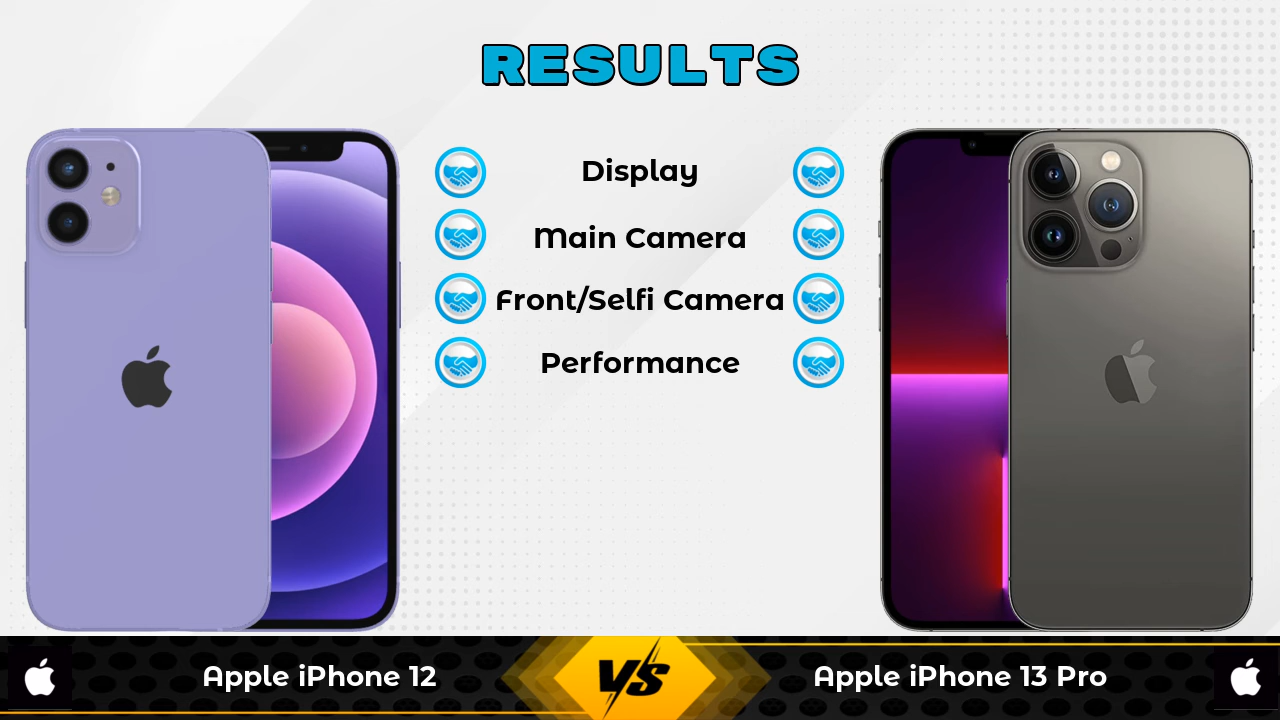 RESULTS
Display
Main Camera
Front/Selfi Camera
Performance
Apple iPhone 12
VS
Apple iPhone 13 Pro